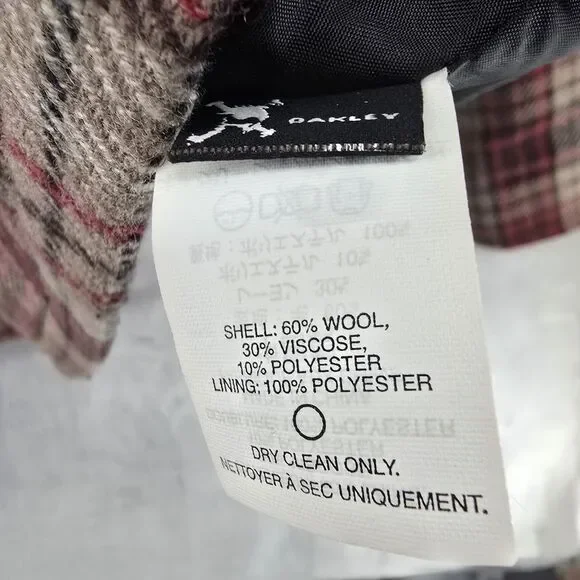 OAKLEY
SHELL: 60% WOOL,
30% VISCOSE,
10% POLYESTER
LINING: 100% POLYESTER
DRY CLEAN ONLY.
NETTOYER À SEC UNIQUEMENT.